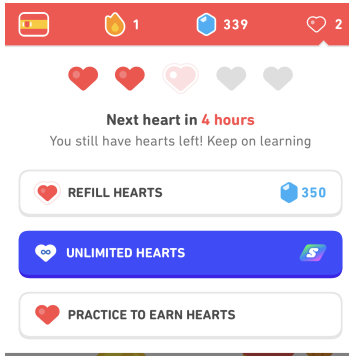 1 339 2
Next heart in 4 hours
You still have hearts left! Keep on learning
REFILL HEARTS 350
UNLIMITED HEARTS S
PRACTICE TO EARN HEARTS